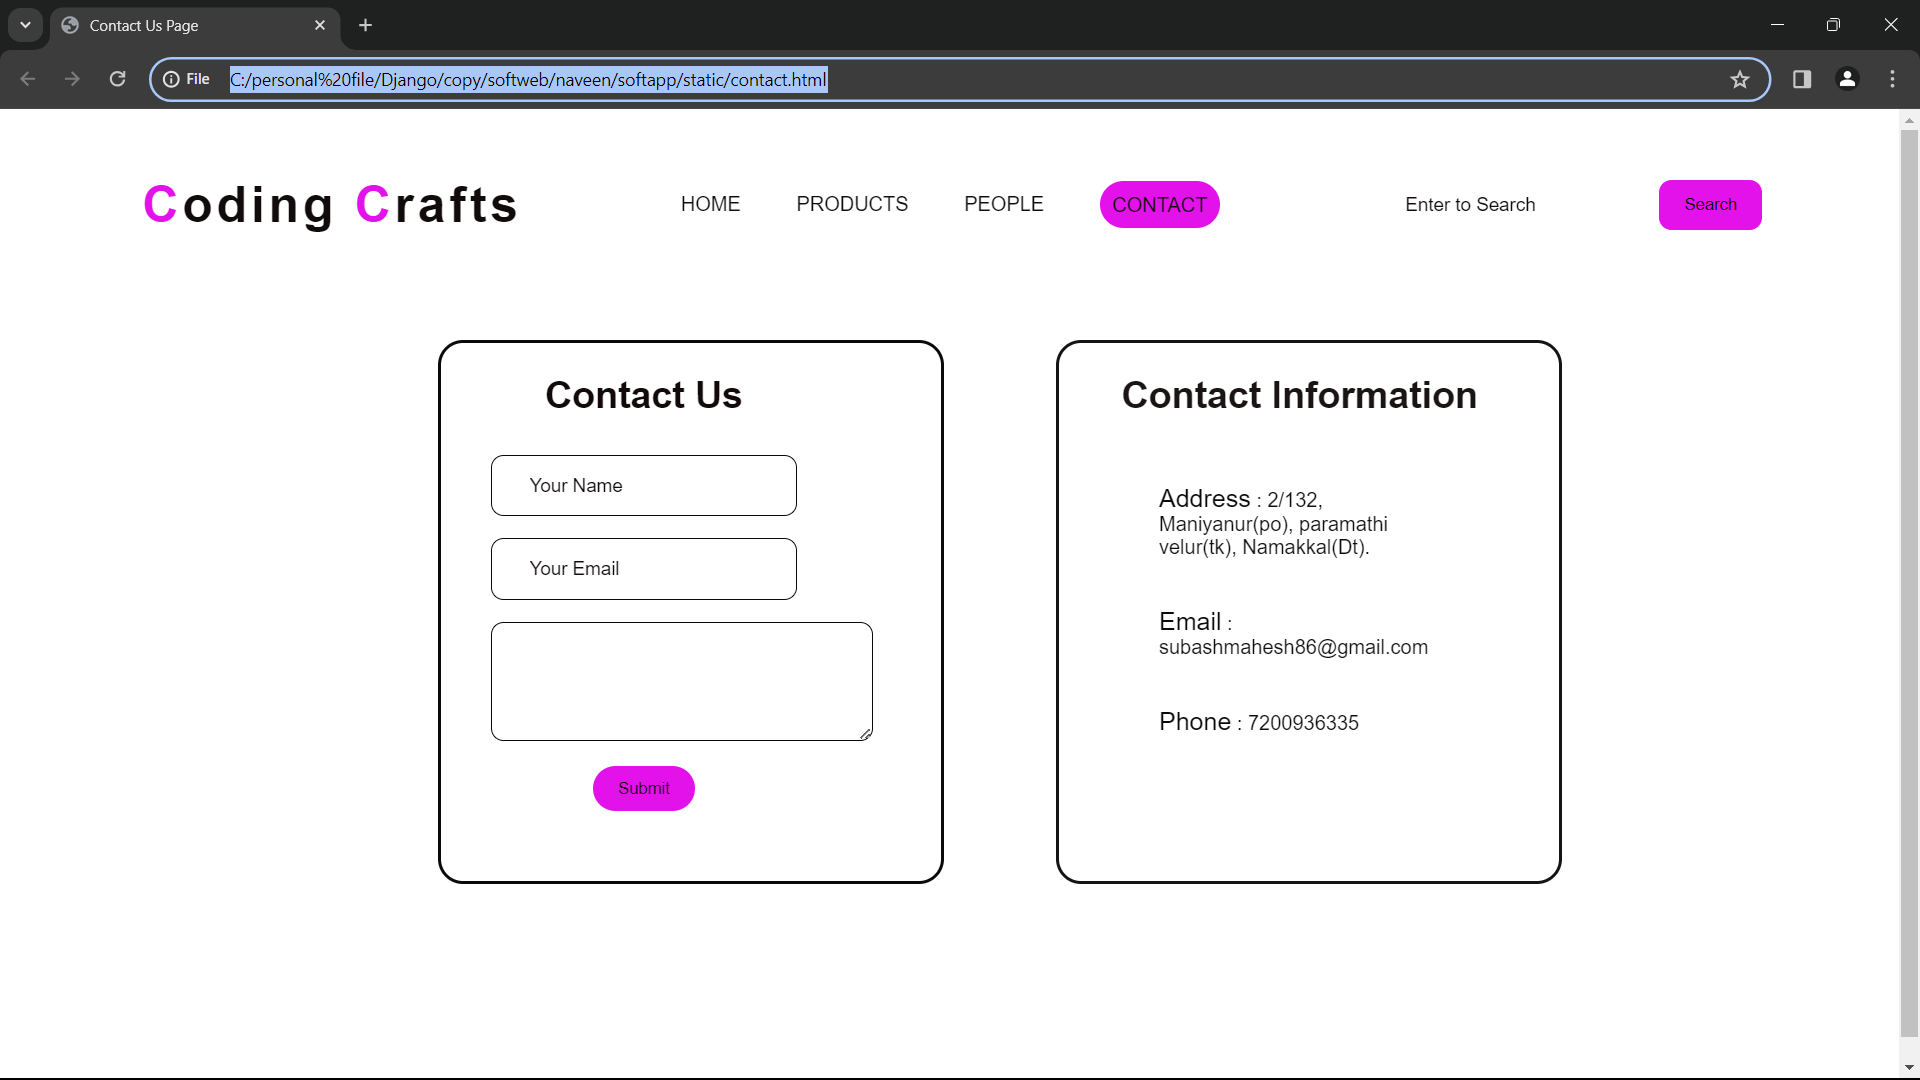 Contact Us Page
File
C:/personal%20file/Django/copy/softweb/naveen/softapp/static/contact.html
Coding Crafts
HOME
PRODUCTS
PEOPLE
CONTACT
Enter to Search
Search
Contact Us
Your Name
Your Email
Submit
Contact Information
Address : 2/132,
Maniyanur(po), paramathi
velur(tk), Namakkal(Dt).
Email :
subashmahesh86@gmail.com
Phone : 7200936335